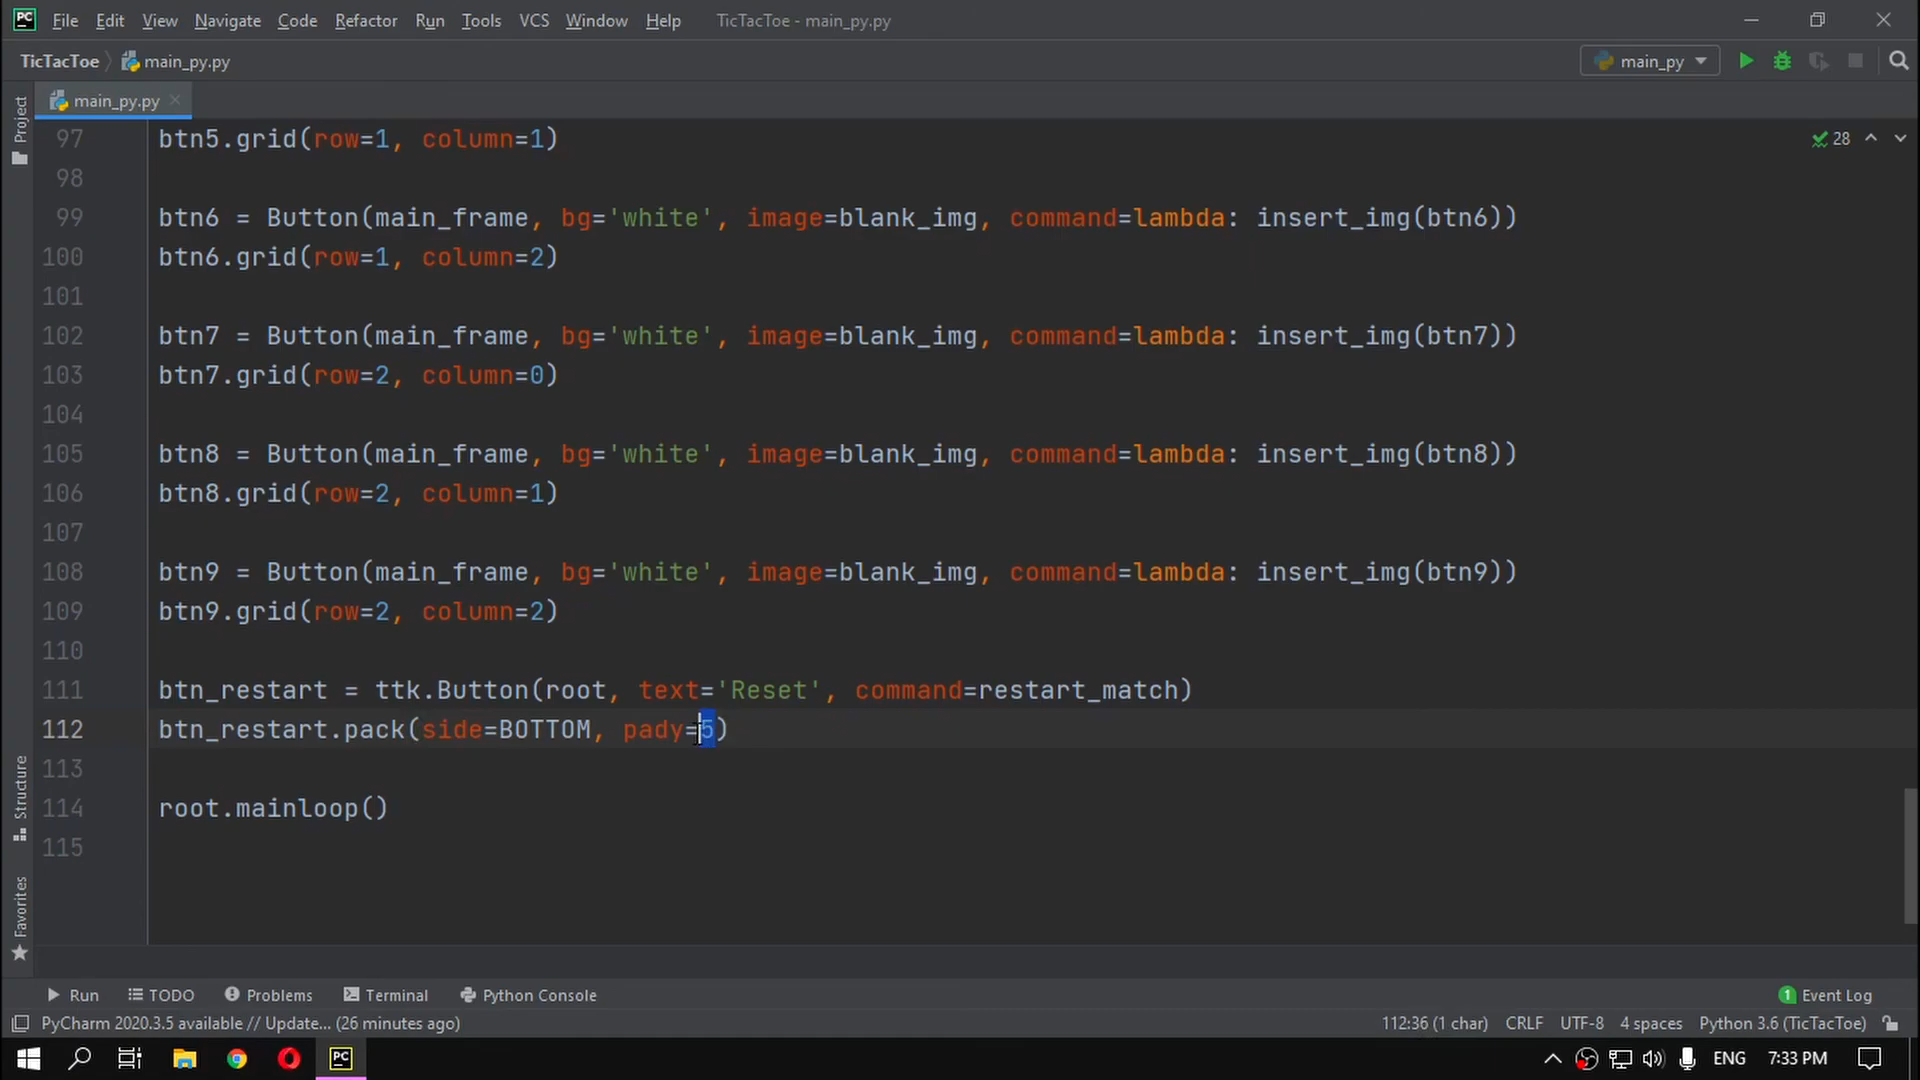 PC File Edit View Navigate Code Refactor Run Tools VCS Window Help TicTacToe - main_py.py
TicTacToe main_py.py main_py
main_py.py
Project
97 btn5.grid(row=1, column=1) 28
98
99 btn6 = Button(main_frame, bg='white', image=blank_img, command=lambda: insert_img(btn6))
100 btn6.grid(row=1, column=2)
101
102 btn7 = Button(main_frame, bg='white', image=blank_img, command=lambda: insert_img(btn7))
103 btn7.grid(row=2, column=0)
104
105 btn8 = Button(main_frame, bg='white', image=blank_img, command=lambda: insert_img(btn8))
106 btn8.grid(row=2, column=1)
107
108 btn9 = Button(main_frame, bg='white', image=blank_img, command=lambda: insert_img(btn9))
109 btn9.grid(row=2, column=2)
110
111 btn_restart = ttk.Button(root, text='Reset', command=restart_match)
112 btn_restart.pack(side=BOTTOM, pady=5)
113
114 root.mainloop()
115
Structure
Favorites
Run TODO Problems Terminal Python Console 1 Event Log
PyCharm 2020.3.5 available // Update... (26 minutes ago) 112:36 (1 char) CRLF UTF-8 4 spaces Python 3.6 (TicTacToe)
PC ENG 7:33 PM